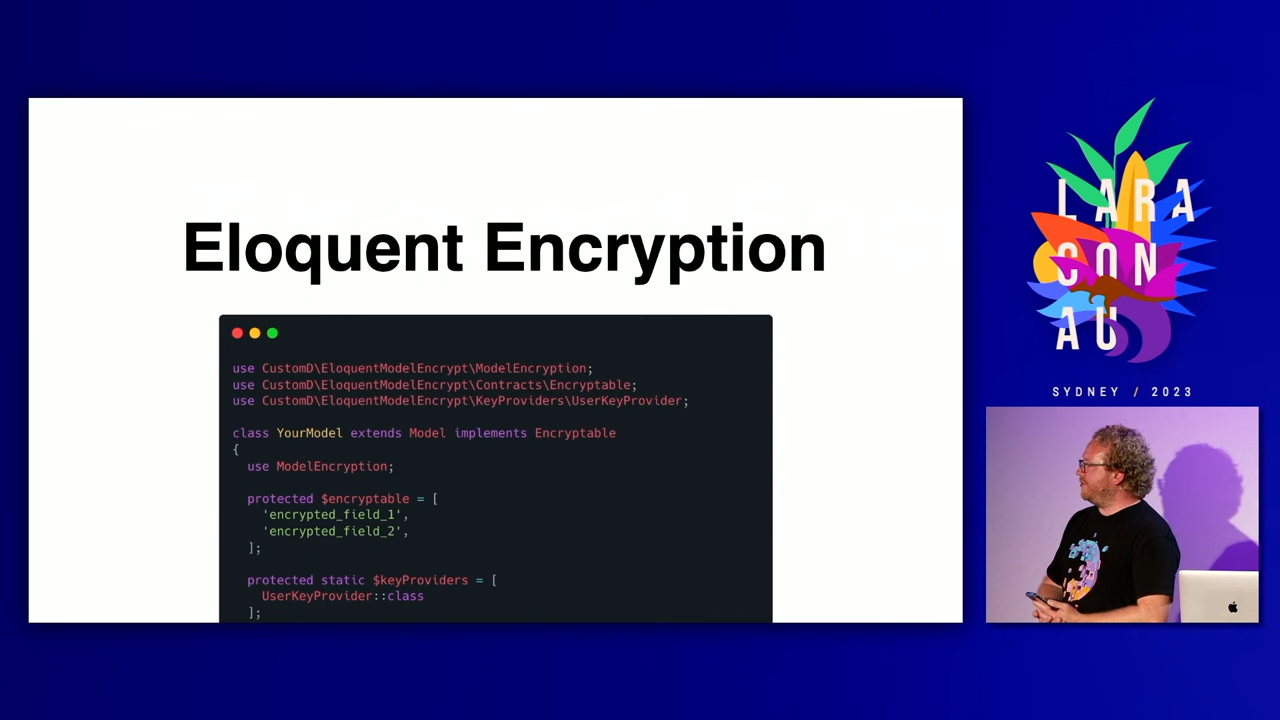 Eloquent Encryption
use CustomD\EloquentModelEncrypt\ModelEncryption;
use CustomD\EloquentModelEncrypt\Contracts\Encryptable;
use CustomD\EloquentModelEncrypt\KeyProviders\UserKeyProvider;
class YourModel extends Model implements Encryptable
{
use ModelEncryption;
protected $encryptable = [
'encrypted_field_1',
'encrypted_field_2',
];
protected static $keyProviders = [
UserKeyProvider::class
];
LARA
CON
AU
SYDNEY / 2023